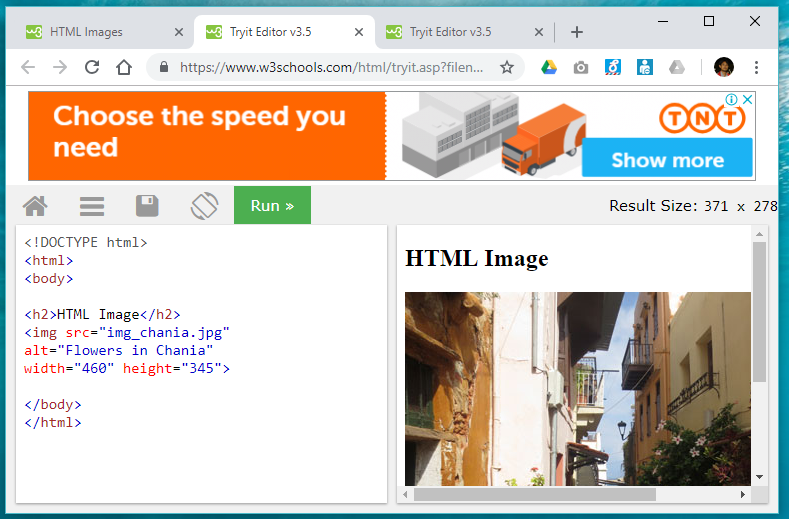 HTML Images
Tryit Editor v3.5
Tryit Editor v3.5
https://www.w3schools.com/html/tryit.asp?filen...
Choose the speed you
need
TNT
Show more
Run »
Result Size: 371 x 278
<!DOCTYPE html>
<html>
<body>
<h2>HTML Image</h2>
<img src="img_chania.jpg"
alt="Flowers in Chania"
width="460" height="345">
</body>
</html>
HTML Image